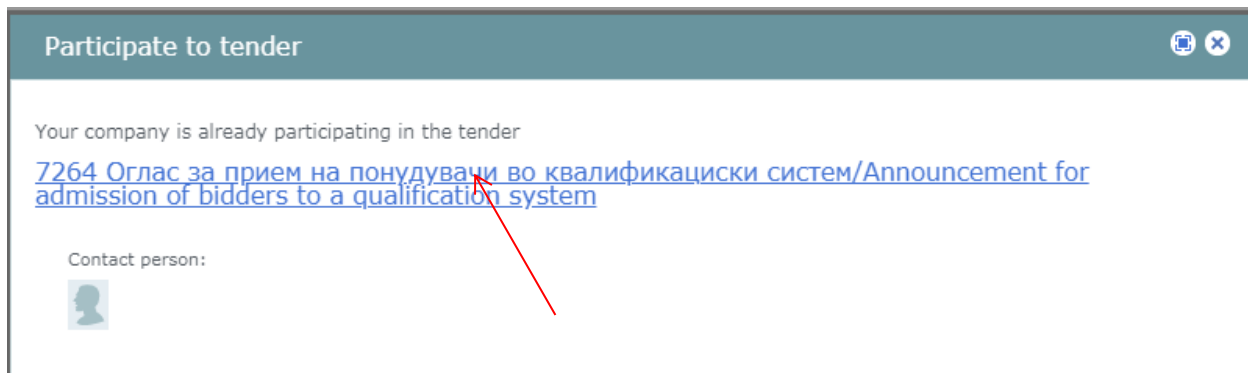 Participate to tender
Your company is already participating in the tender
7264 Оглас за прием на понудувачи во квалификациски систем/Announcement for
admission of bidders to a qualification system
Contact person: